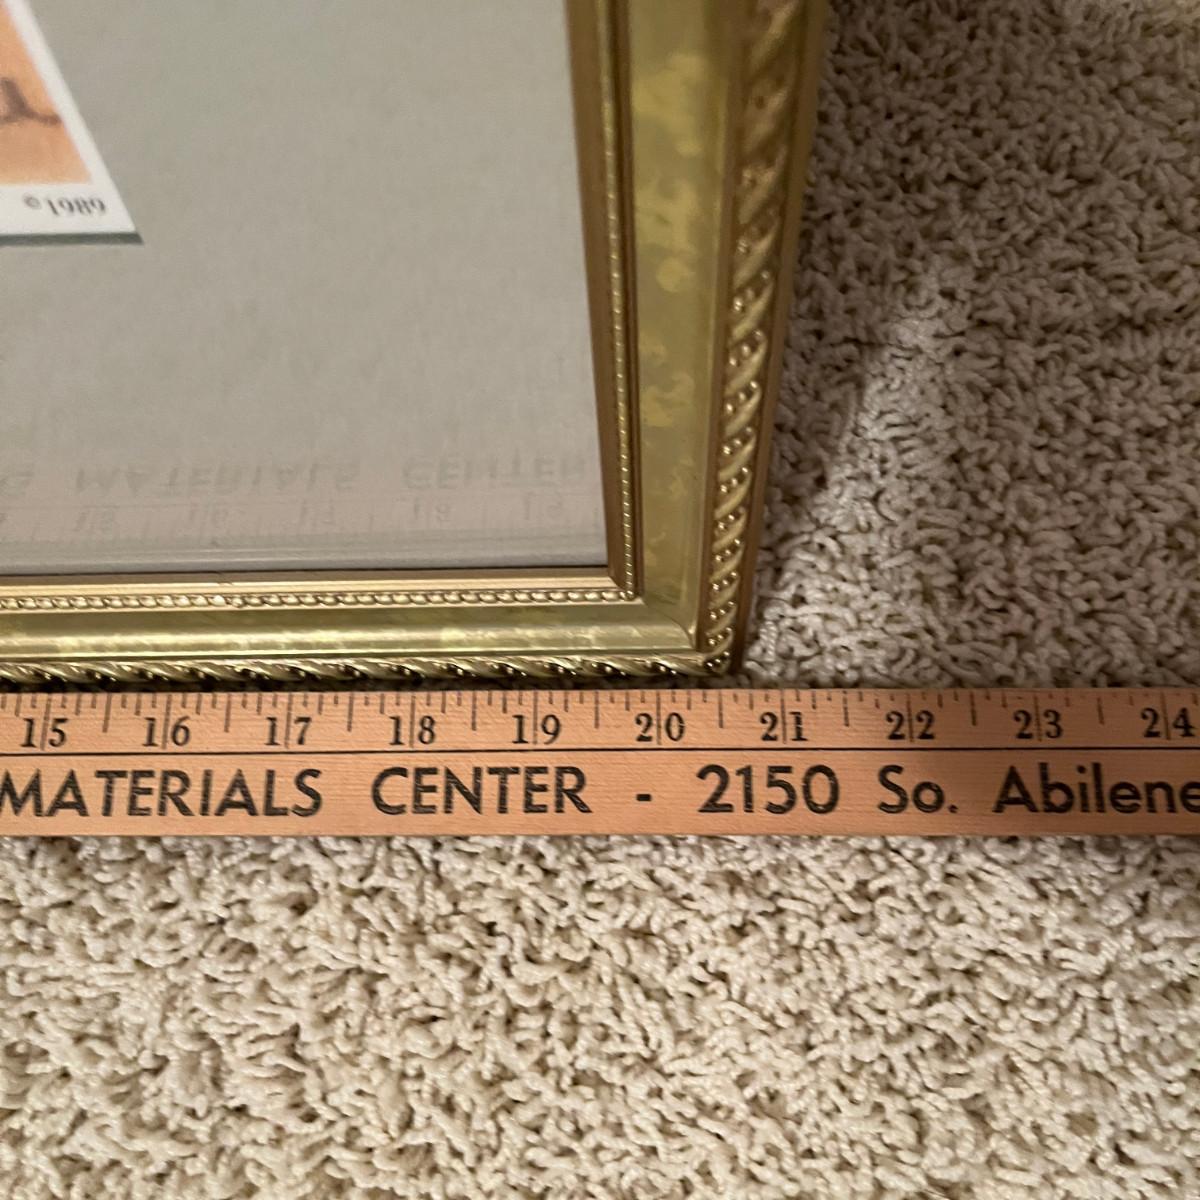 © 1989
15 16 17 18 19 20 21 22 23 24
MATERIALS CENTER - 2150 So. Abilene